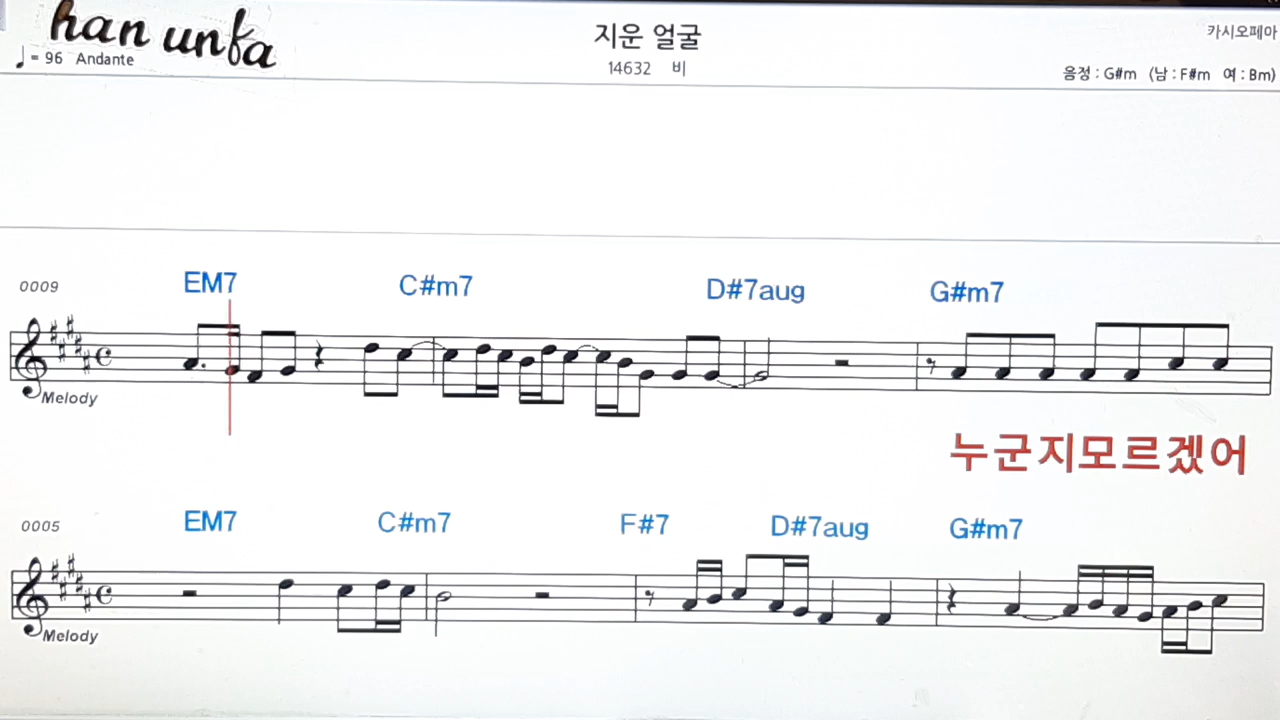 han unfa
♩= 96 Andante
지운 얼굴
14632 비
카시오페아
음정 : G#m (남 : F#m 여 : Bm)
0009 EM7 C#m7 D#7aug G#m7
Melody
누군지모르겠어
0005 EM7 C#m7 F#7 D#7aug G#m7
Melody